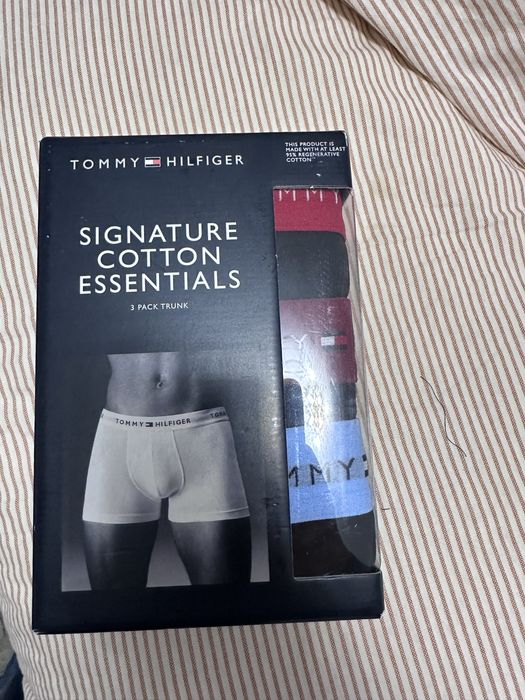 TOMMY HILFIGER
THIS PRODUCT IS
MADE WITH AT LEAST
95% REGENERATIVE
COTTON
SIGNATURE
COTTON
ESSENTIALS
3 PACK TRUNK
TOMMY HILFIGER